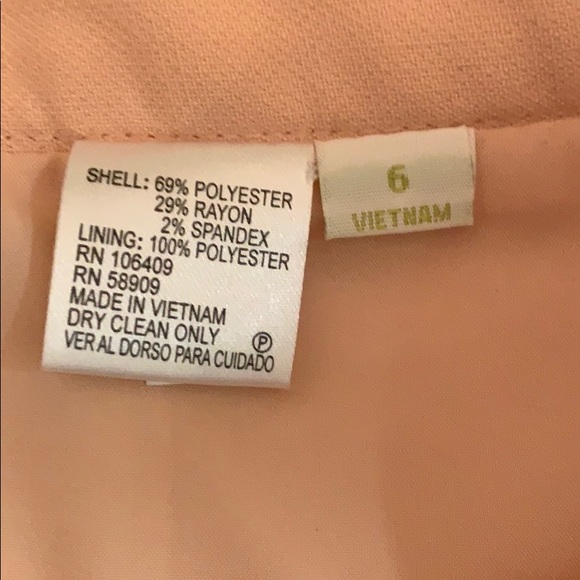 SHELL: 69% POLYESTER
29% RAYON
2% SPANDEX
LINING: 100% POLYESTER
RN 106409
RN 58909
MADE IN VIETNAM
DRY CLEAN ONLY
VER AL DORSO PARA CUIDADO
P
6
VIETNAM